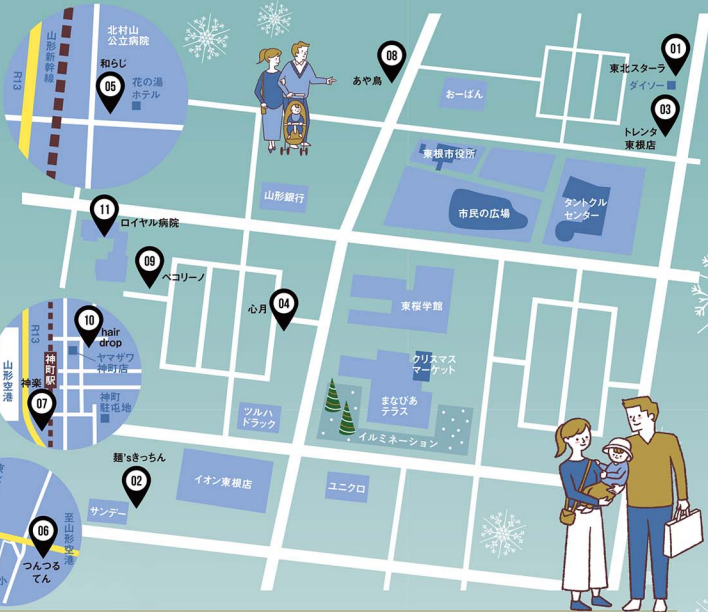 北村山
公立病院
山形新幹線
R13
和らじ
05
花の湯
ホテル
08
あや鳥
おーばん
01
東北スターラ
ダイソー
03
トレンタ
東根店
東根市役所
市民の広場
タントクル
センター
山形銀行
11
ロイヤル病院
09
ペコリーノ
04
心月
東桜学館
クリスマス
マーケット
まなびあ
テラス
イルミネーション
10
hair
drop
R13
ヤマザワ
神町店
神町駅
山形空港
神楽
07
神町
駐屯地
ツルハ
ドラック
麺'sきっちん
02
イオン東根店
ユニクロ
サンデー
06
至山形空港
つんつる
てん
小